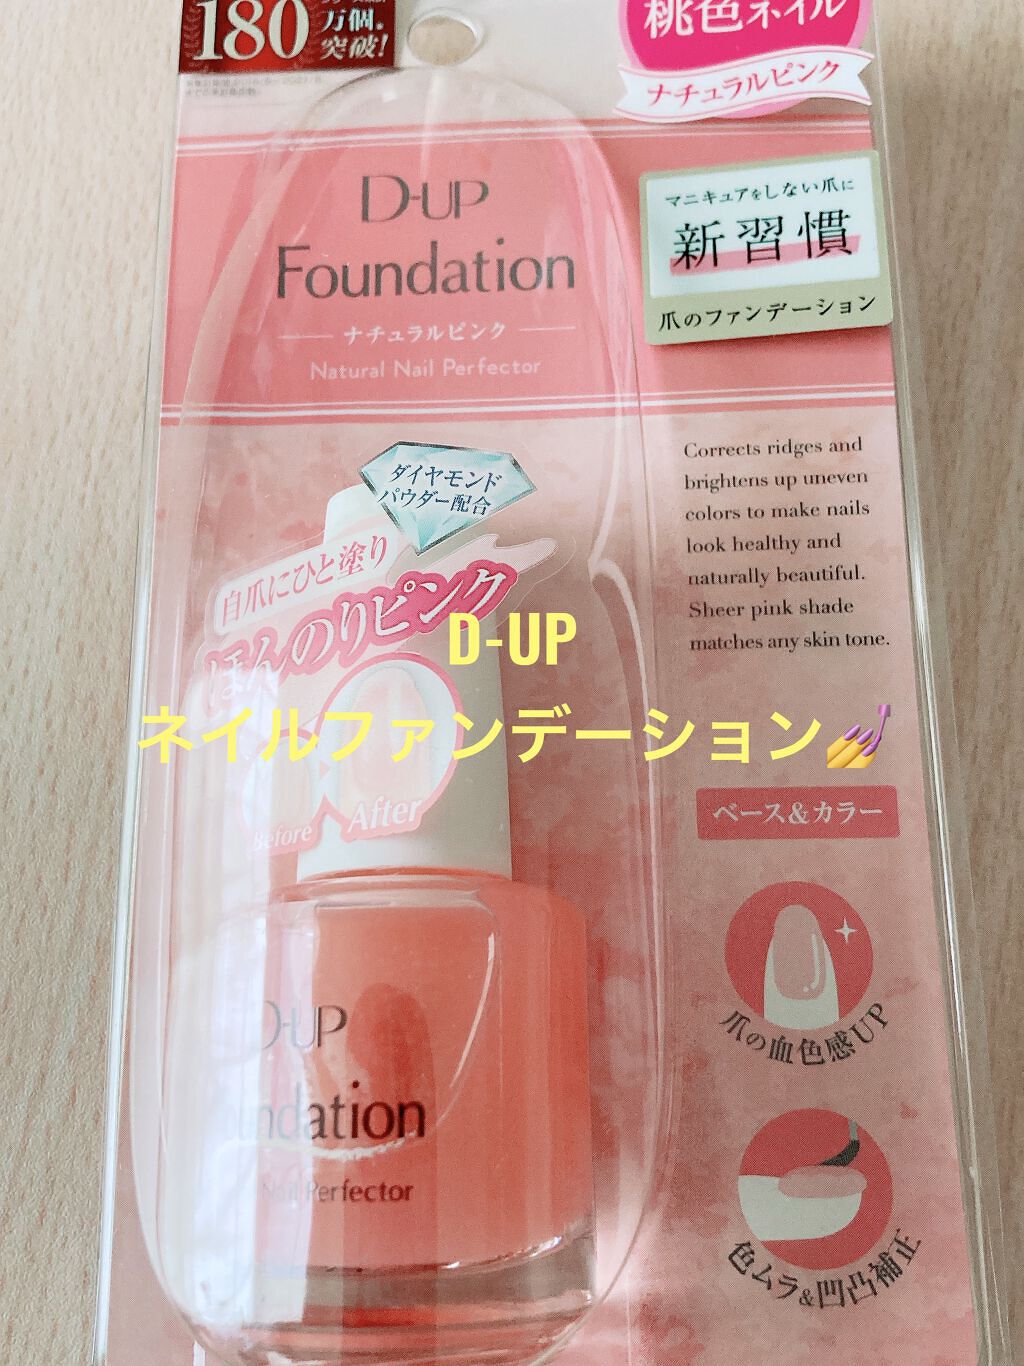 180
万個。
突破!
桃色ネイル
ナチュラルピンク
D-UP
Foundation
ナチュラルピンク
Natural Nail Perfector
マニキュアをしない爪に
新習慣
爪のファンデーション
Corrects ridges and
brightens up uneven
colors to make nails
look healthy and
naturally beautiful.
Sheer pink shade
matches any skin tone.
ダイヤモンド
パウダー配合
自爪にひと塗り
ほんのりピンク
D-UP
ネイルファンデーション💅
Before
After
ベース&カラー
爪の血色感UP
色ムラ&凹凸補正
D-UP
Foundation
Nail Perfector